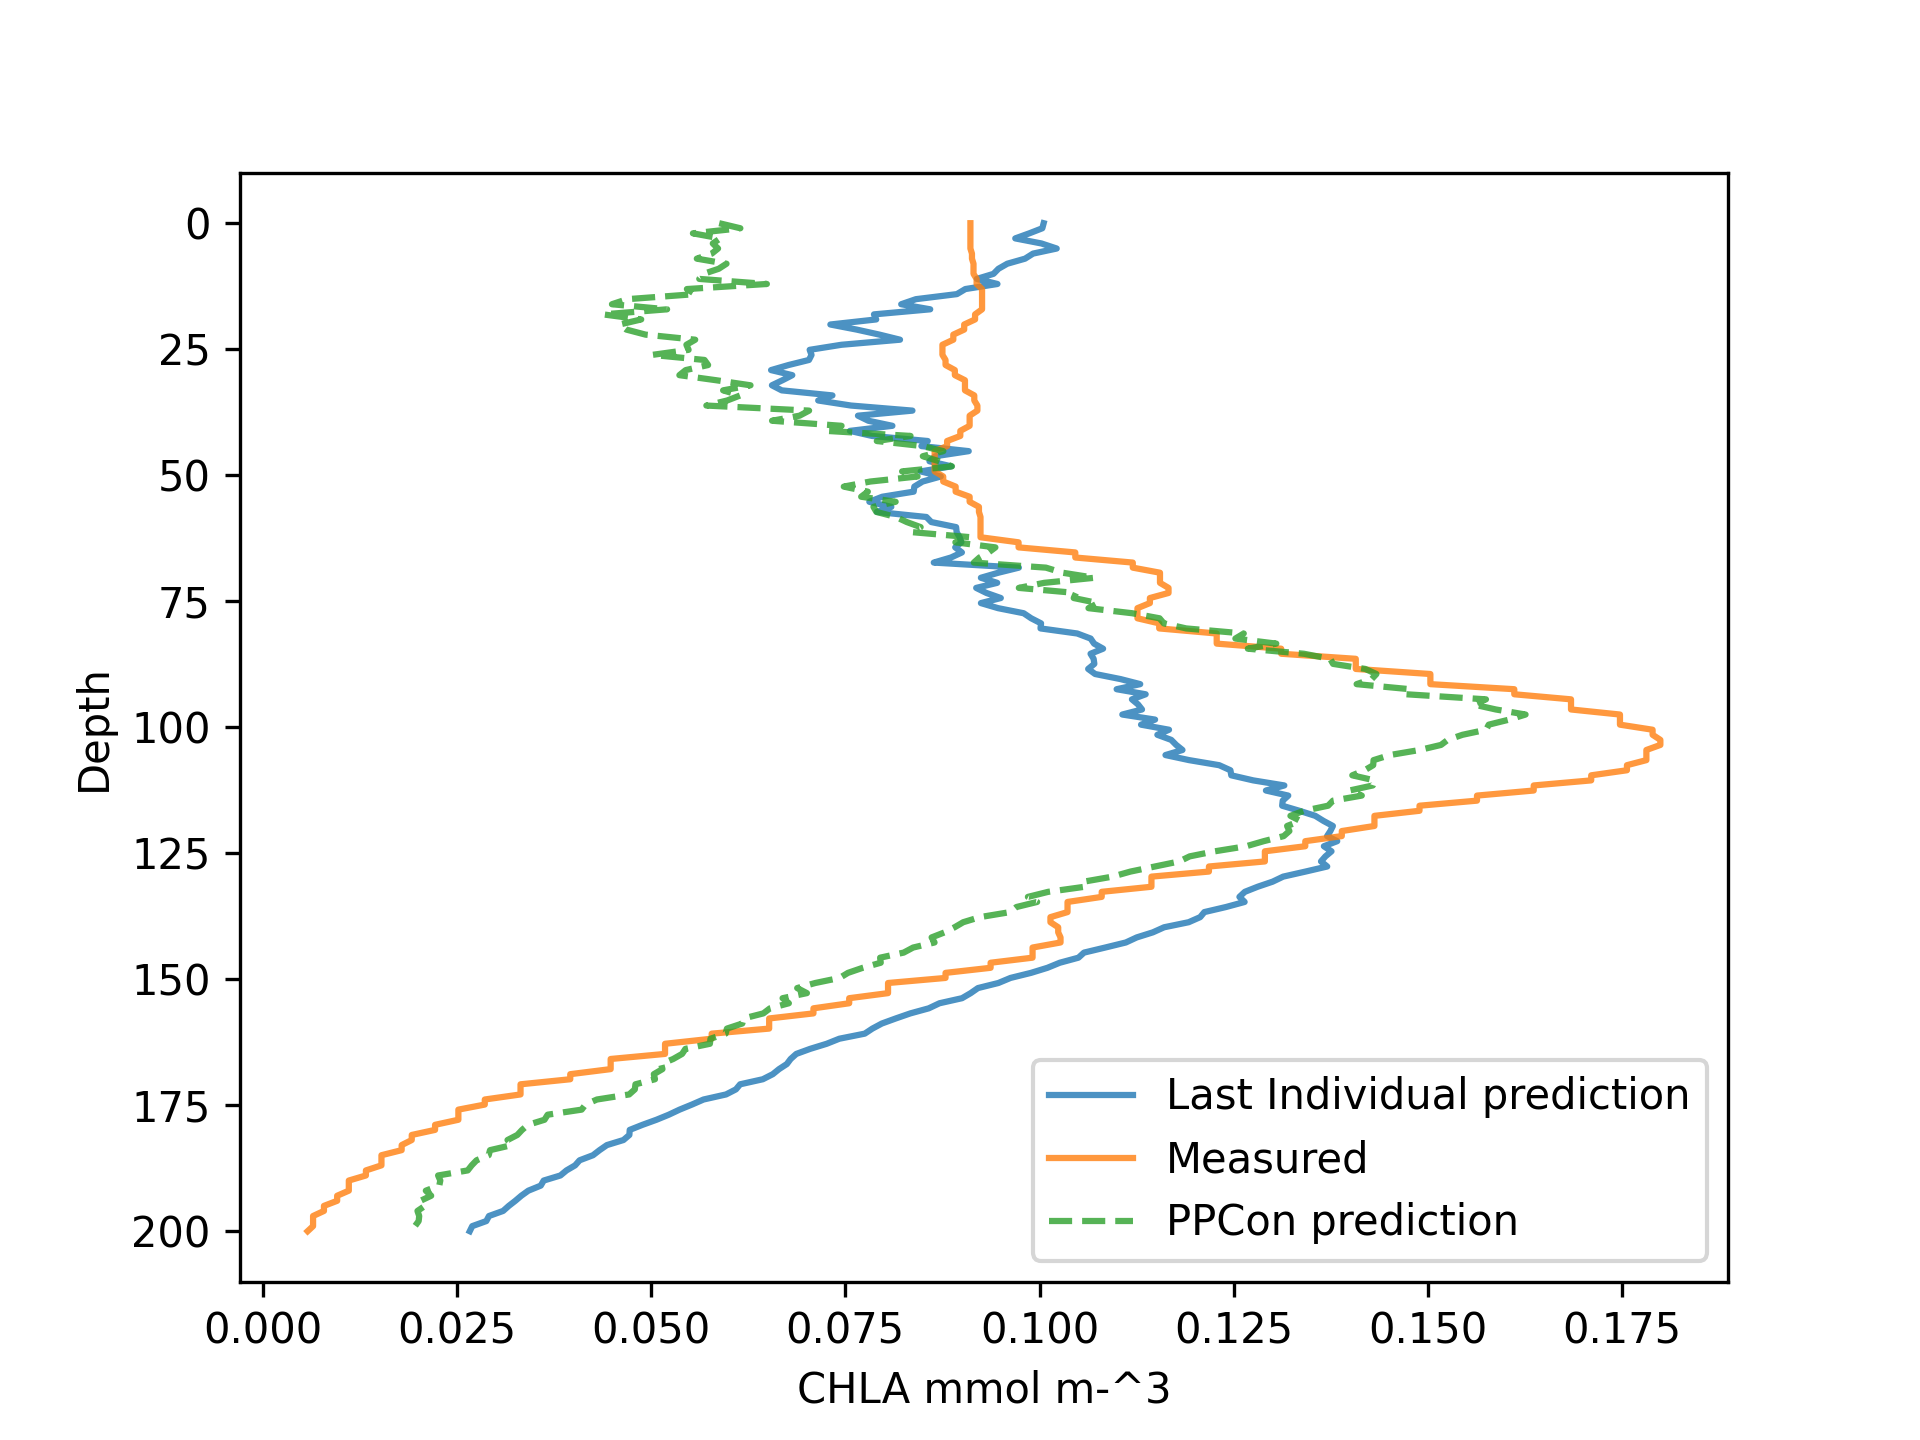 0
25
50
75
100
125
150
175
200
Depth
0.000 0.025 0.050 0.075 0.100 0.125 0.150 0.175
CHLA mmol m-^3
Last Individual prediction
Measured
PPCon prediction